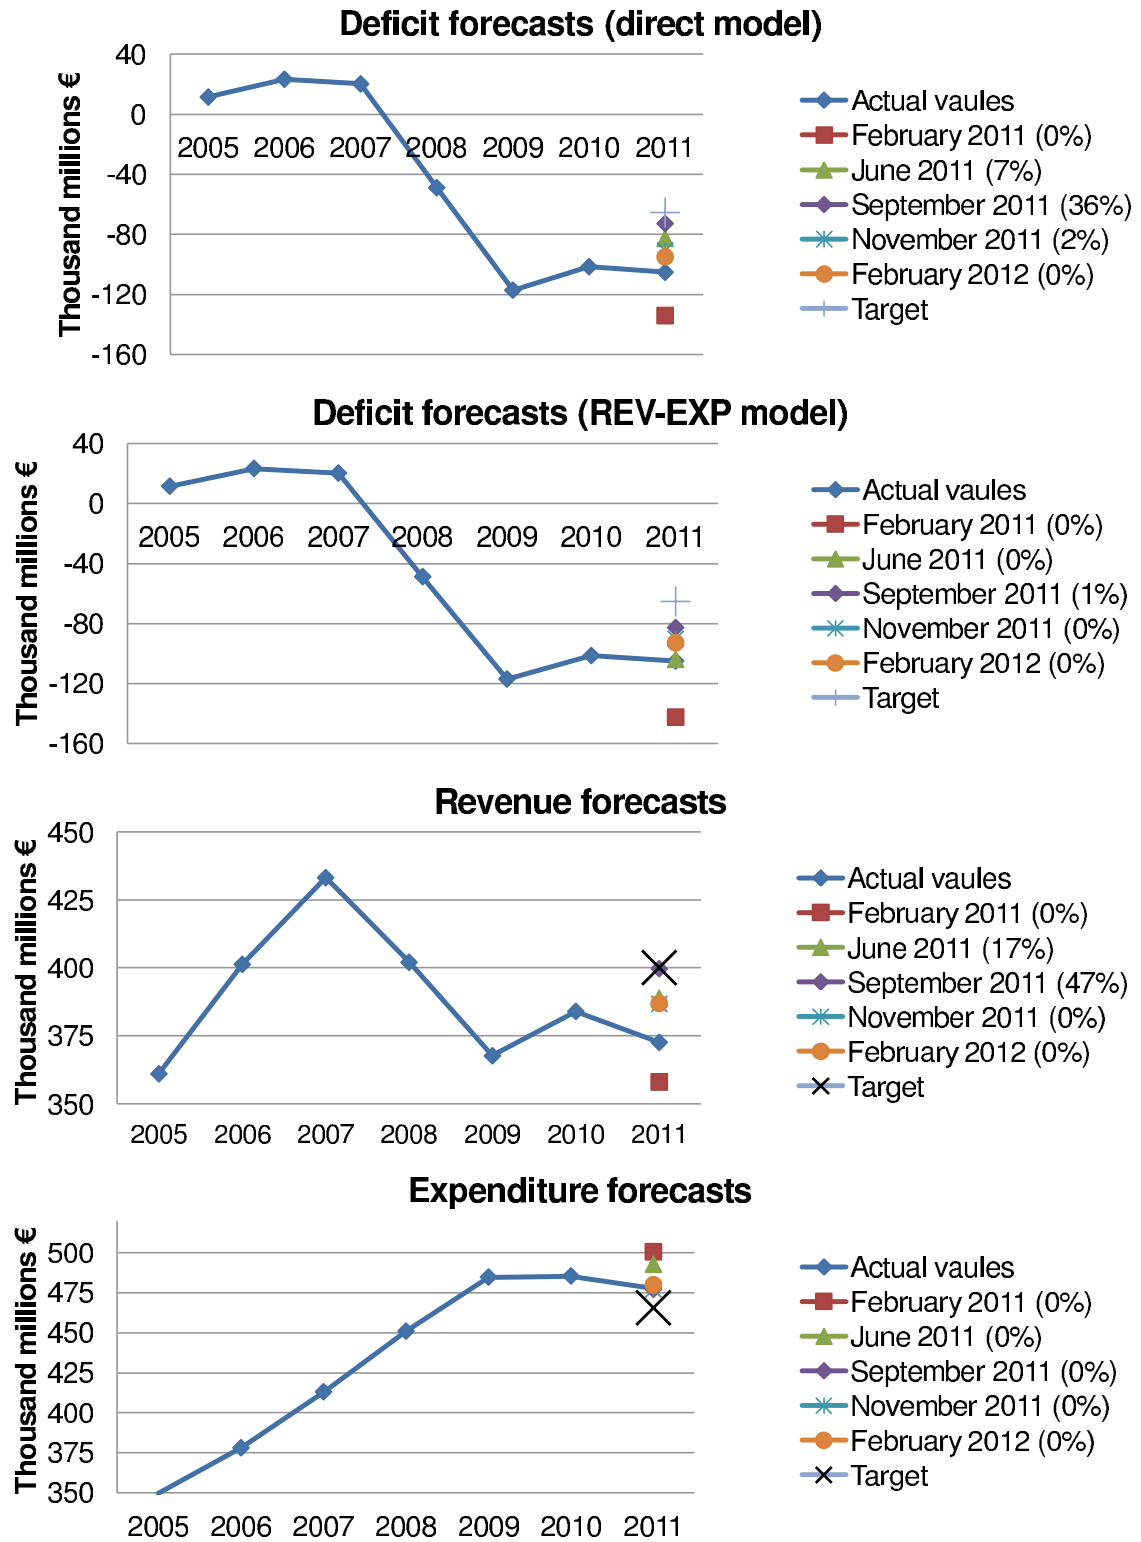 Deficit forecasts (direct model)
Thousand millions €
40
0
-40
-80
-120
-160
2005 2006 2007 2008 2009 2010 2011
Actual vaules
February 2011 (0%)
June 2011 (7%)
September 2011 (36%)
November 2011 (2%)
February 2012 (0%)
Target
Deficit forecasts (REV-EXP model)
Thousand millions €
40
0
-40
-80
-120
-160
2005 2006 2007 2008 2009 2010 2011
Actual vaules
February 2011 (0%)
June 2011 (0%)
September 2011 (1%)
November 2011 (0%)
February 2012 (0%)
Target
Revenue forecasts
Thousand millions €
450
425
400
375
350
2005 2006 2007 2008 2009 2010 2011
Actual vaules
February 2011 (0%)
June 2011 (17%)
September 2011 (47%)
November 2011 (0%)
February 2012 (0%)
Target
Expenditure forecasts
Thousand millions €
500
475
450
425
400
375
350
2005 2006 2007 2008 2009 2010 2011
Actual vaules
February 2011 (0%)
June 2011 (0%)
September 2011 (0%)
November 2011 (0%)
February 2012 (0%)
Target